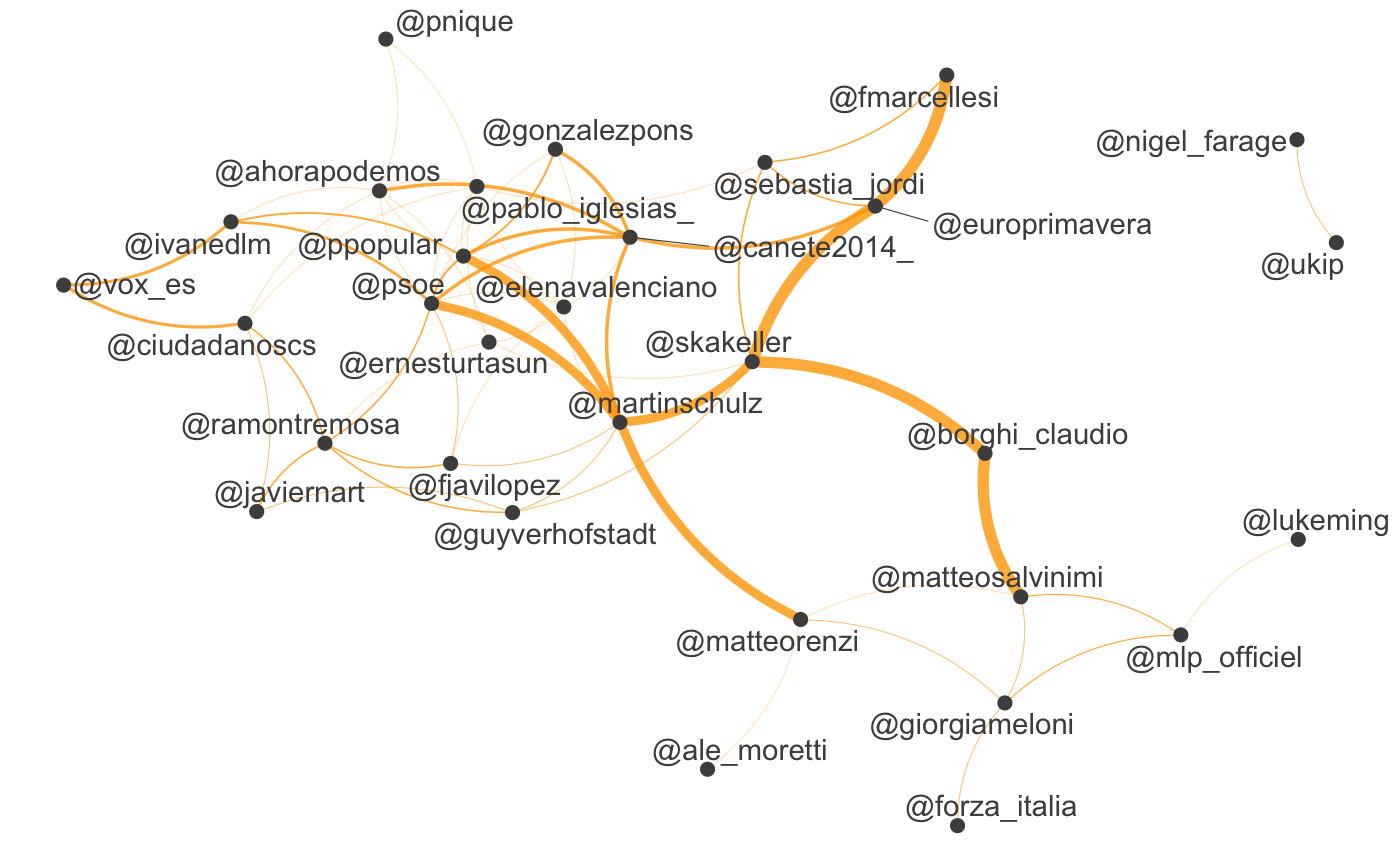 @pnique
@fmarcellesi
@gonzalezpons
@nigel_farage
@ahorapodemos
@sebastia_jordi
@pablo_iglesias_
@europrimavera
@ivanedlm
@ppopular
@canete2014_
@ukip
@vox_es
@psoe
@elenavalenciano
@ciudadanoscs
@skakeller
@ernesturtasun
@martinschulz
@ramontremosa
@borghi_claudio
@javiernart
@fjavilopez
@lukeming
@guyverhofstadt
@matteosalvinimi
@matteorenzi
@mlp_officiel
@giorgiameloni
@ale_moretti
@forza_italia